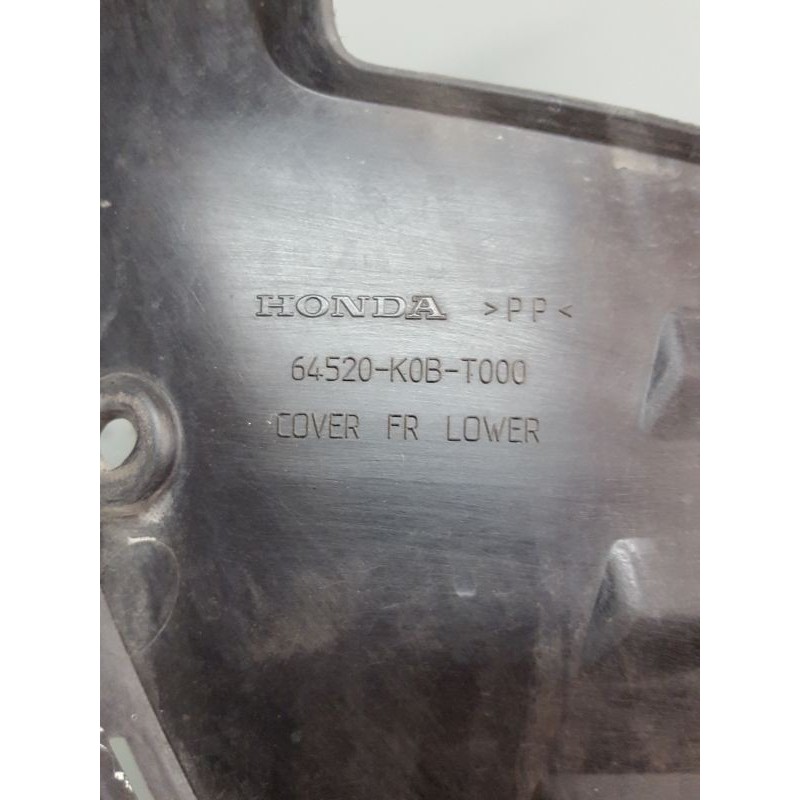 HONDA >PP<
64520-K0B-T000
COVER FR LOWER